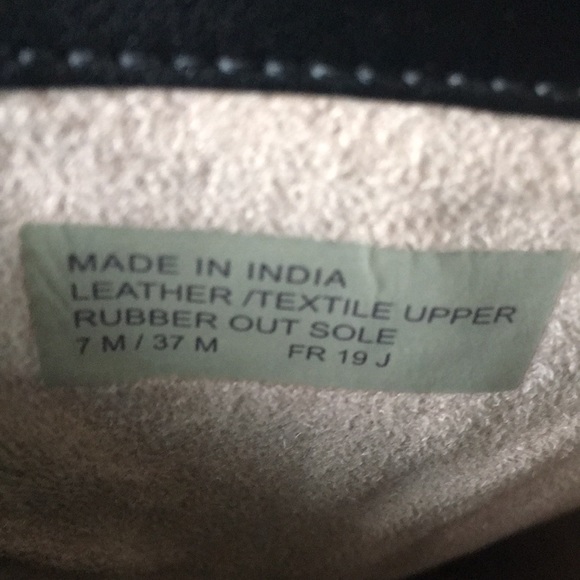 MADE IN INDIA
LEATHER /TEXTILE UPPER
RUBBER OUT SOLE
7 M / 37 M FR 19 J